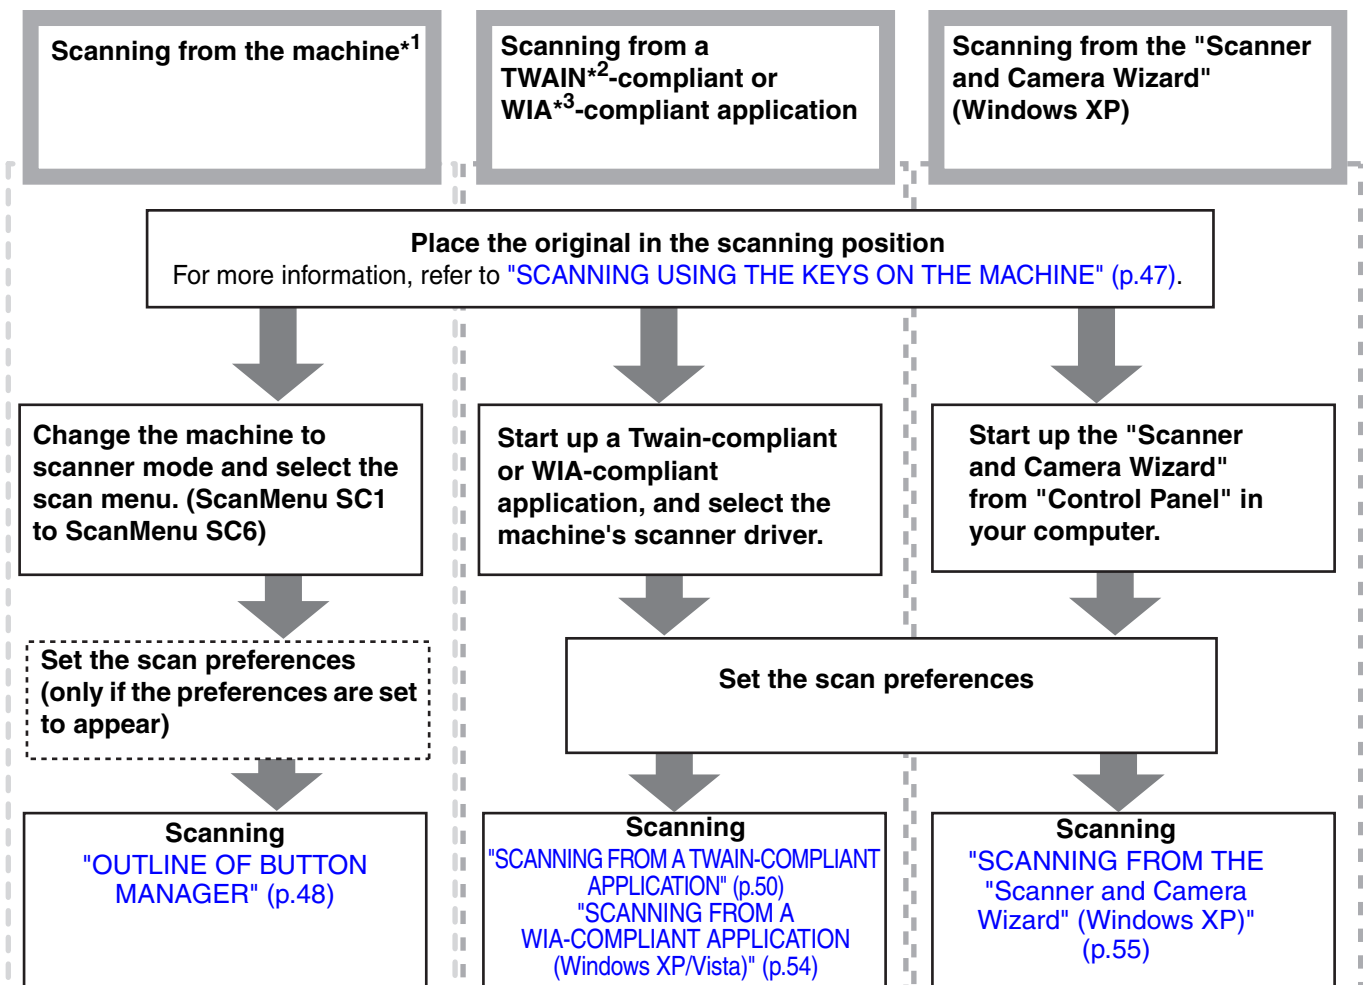 Scanning from the machine*1
Scanning from a
TWAIN*2-compliant or
WIA*3-compliant application
Scanning from the "Scanner
and Camera Wizard"
(Windows XP)
Place the original in the scanning position
For more information, refer to "SCANNING USING THE KEYS ON THE MACHINE" (p.47).
Change the machine to
scanner mode and select the
scan menu. (ScanMenu SC1
to ScanMenu SC6)
Start up a Twain-compliant
or WIA-compliant
application, and select the
machine's scanner driver.
Start up the "Scanner
and Camera Wizard"
from "Control Panel" in
your computer.
Set the scan preferences
(only if the preferences are set
to appear)
Set the scan preferences
Scanning
"OUTLINE OF BUTTON
MANAGER" (p.48)
Scanning
"SCANNING FROM A TWAIN-COMPLIANT
APPLICATION" (p.50)
"SCANNING FROM A
WIA-COMPLIANT APPLICATION
(Windows XP/Vista)" (p.54)
Scanning
"SCANNING FROM THE
"Scanner and Camera
Wizard" (Windows XP)"
(p.55)